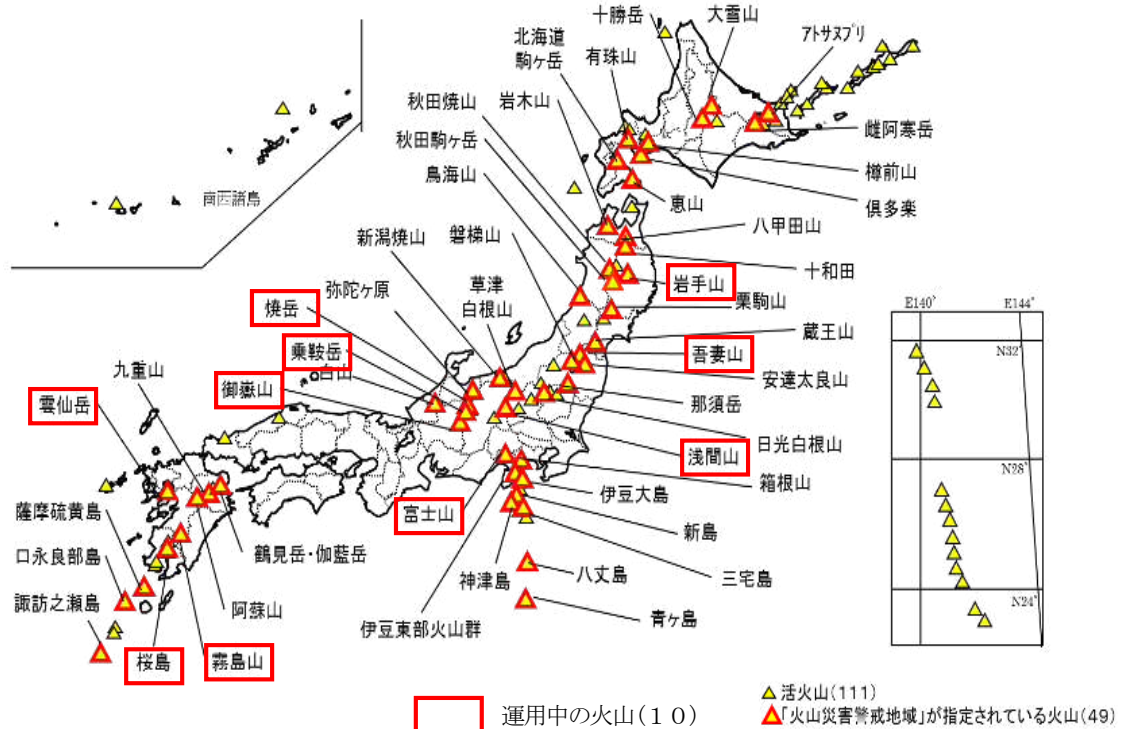 十勝岳
大雪山
アトサヌプリ
北海道
駒ヶ岳
有珠山
秋田焼山
岩木山
秋田駒ヶ岳
鳥海山
雌阿寒岳
樽前山
倶多楽
恵山
南西諸島
八甲田山
新潟焼山
磐梯山
十和田
岩手山
弥陀ヶ原
草津
白根山
栗駒山
焼岳
蔵王山
乗鞍岳
吾妻山
白山
御嶽山
安達太良山
九重山
那須岳
雲仙岳
日光白根山
浅間山
箱根山
薩摩硫黄島
富士山
伊豆大島
新島
口永良部島
鶴見岳・伽藍岳
神津島
八丈島
三宅島
諏訪之瀬島
阿蘇山
伊豆東部火山群
青ヶ島
桜島
霧島山
E140°
E144°
N32°
N28°
N24°
運用中の火山(10)
活火山(111)
「火山災害警戒地域」が指定されている火山(49)